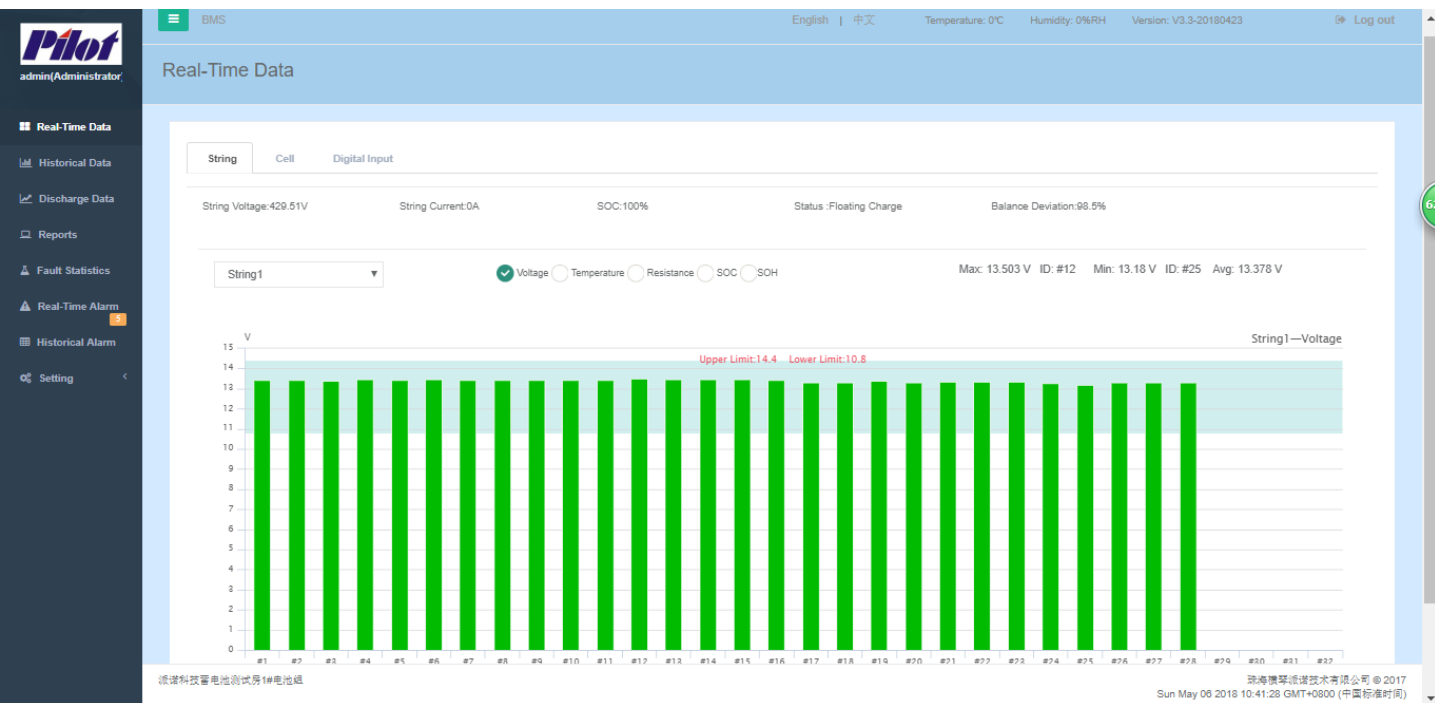 Pilot
admin(Administrator)
Real-Time Data
Historical Data
Discharge Data
Reports
Fault Statistics
Real-Time Alarm
5
Historical Alarm
Setting
BMS English | 中文 Temperature: 0℃ Humidity: 0%RH Version: V3.3-20180423 Log out
Real-Time Data
String Cell Digital Input
String Voltage:429.51V String Current:0A SOC:100% Status :Floating Charge Balance Deviation:98.5%
String1 Voltage Temperature Resistance SOC SOH Max: 13.503 V ID: #12 Min: 13.18 V ID: #25 Avg: 13.378 V
V
String1—Voltage
Upper Limit:14.4 Lower Limit:10.8
15
14
13
12
11
10
9
8
7
6
5
4
3
2
1
0
#1 #2 #3 #4 #5 #6 #7 #8 #9 #10 #11 #12 #13 #14 #15 #16 #17 #18 #19 #20 #21 #22 #23 #24 #25 #26 #27 #28 #29 #30 #31 #32
派诺科技蓄电池测试房1#电池组 珠海横琴派诺技术有限公司 © 2017
Sun May 06 2018 10:41:28 GMT+0800 (中国标准时间)